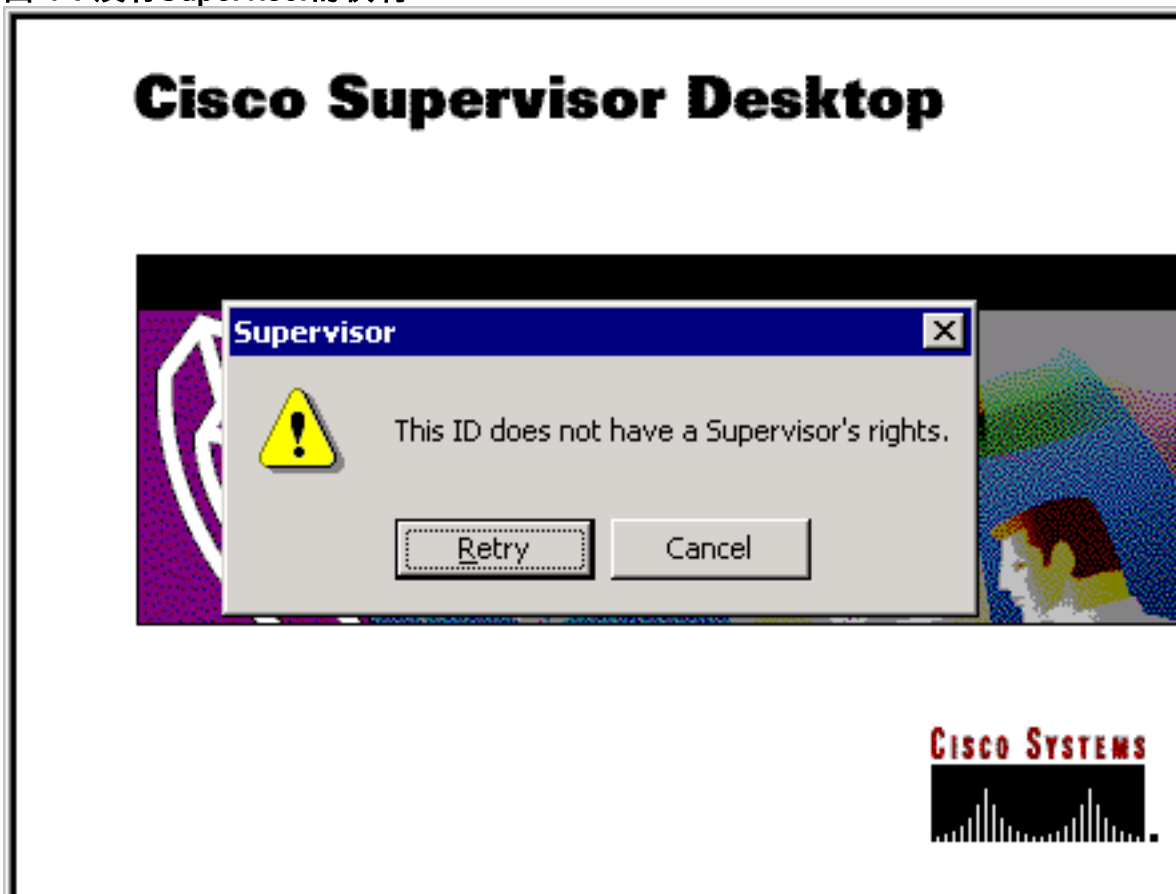 Cisco Supervisor Desktop
Supervisor
This ID does not have a Supervisor's rights.
Retry
Cancel
CISCO SYSTEMS